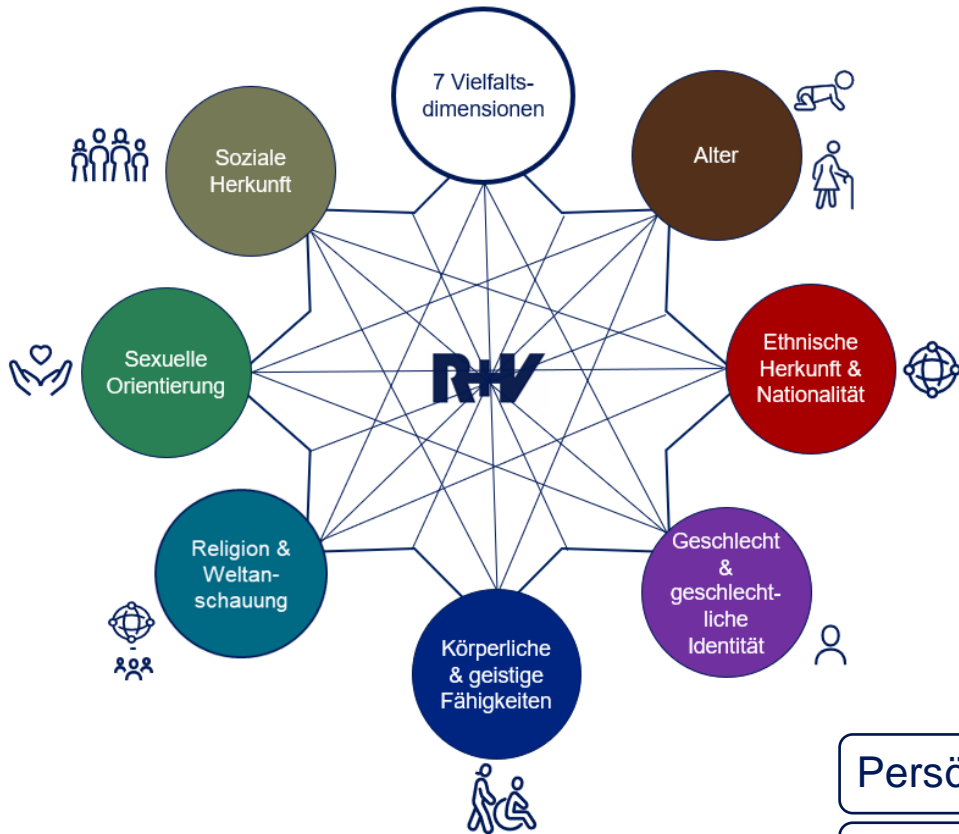 7 Vielfalts-
dimensionen
Alter
Soziale
Herkunft
Ethnische
Herkunft &
Nationalität
R+V
Sexuelle
Orientierung
Geschlecht
&
geschlecht-
liche
Identität
Religion &
Weltan-
schauung
Körperliche
& geistige
Fähigkeiten
Persö